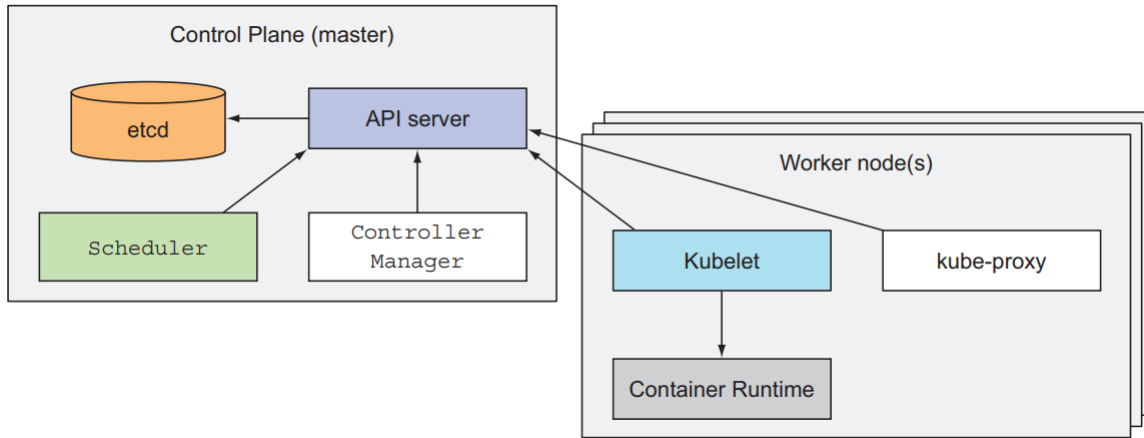 Control Plane (master)
etcd
API server
Scheduler
Controller
Manager
Worker node(s)
Kubelet
kube-proxy
Container Runtime